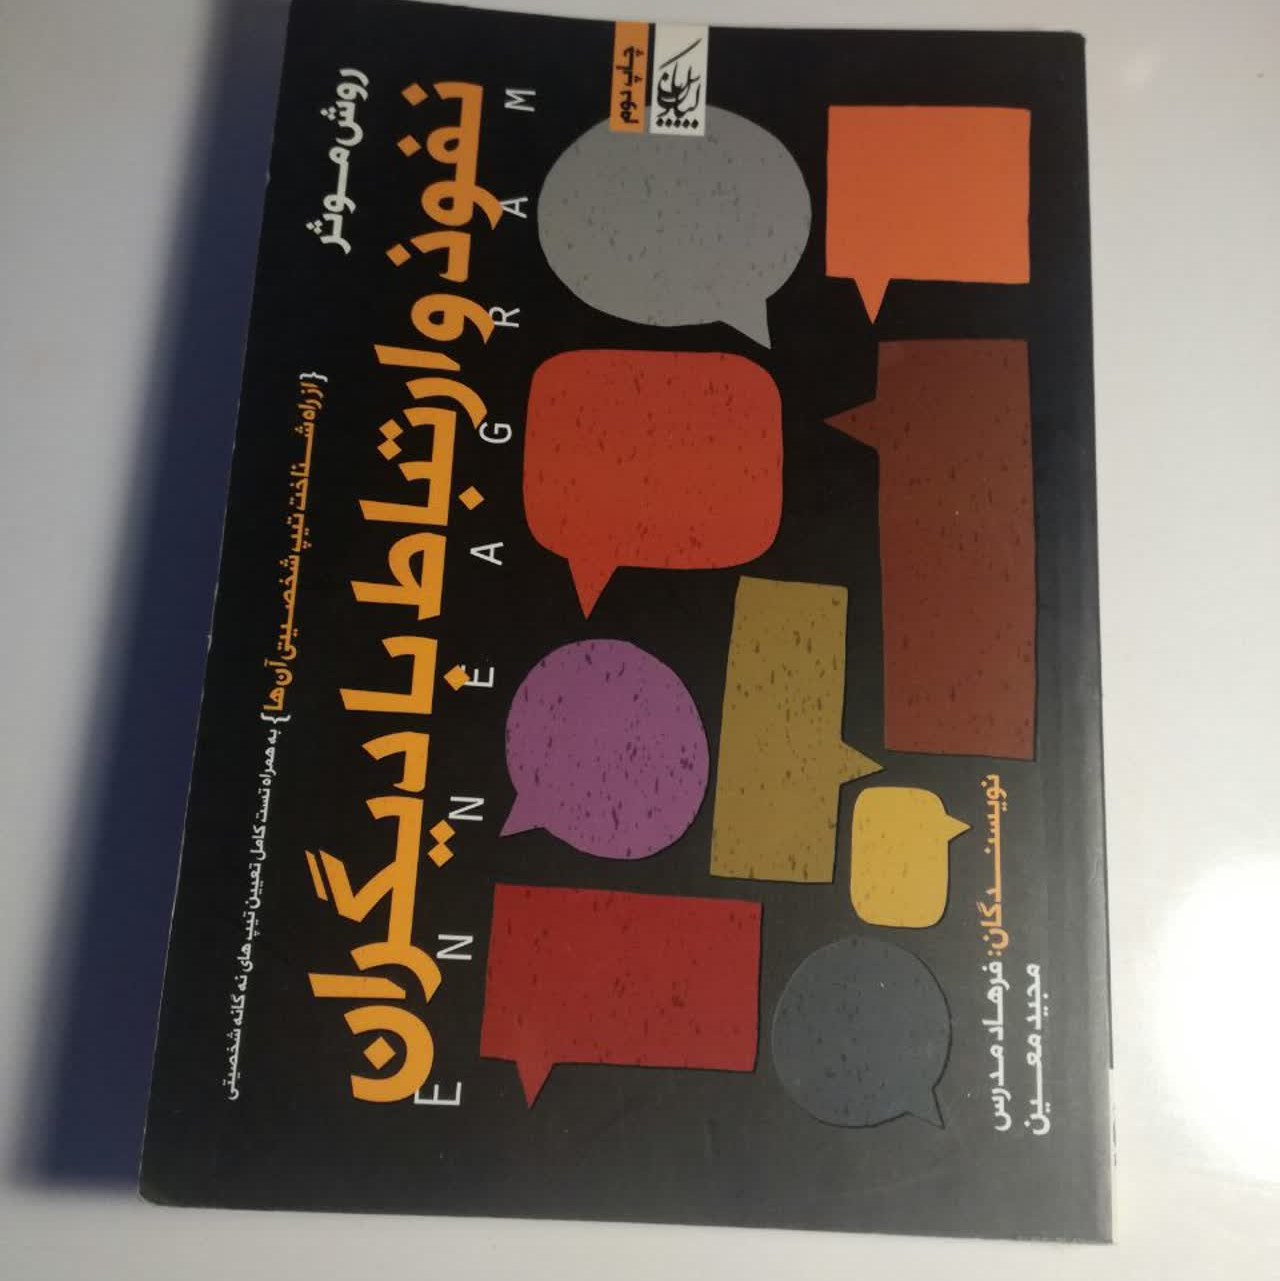 روش موثر
نفوذ و ارتباط با دیگران
ENNEAGRAM
{از راه شناخت تیپ شخصیتی آن ها}
به همراه تست کامل تعیین تیپ های نه گانه شخصیتی
چاپ دوم
نویسندگان: فرهاد مدرس
مجید معین